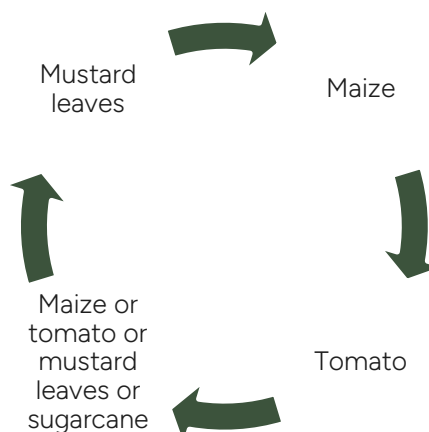 Mustard
leaves
Maize
Tomato
Maize or
tomato or
mustard
leaves or
sugarcane